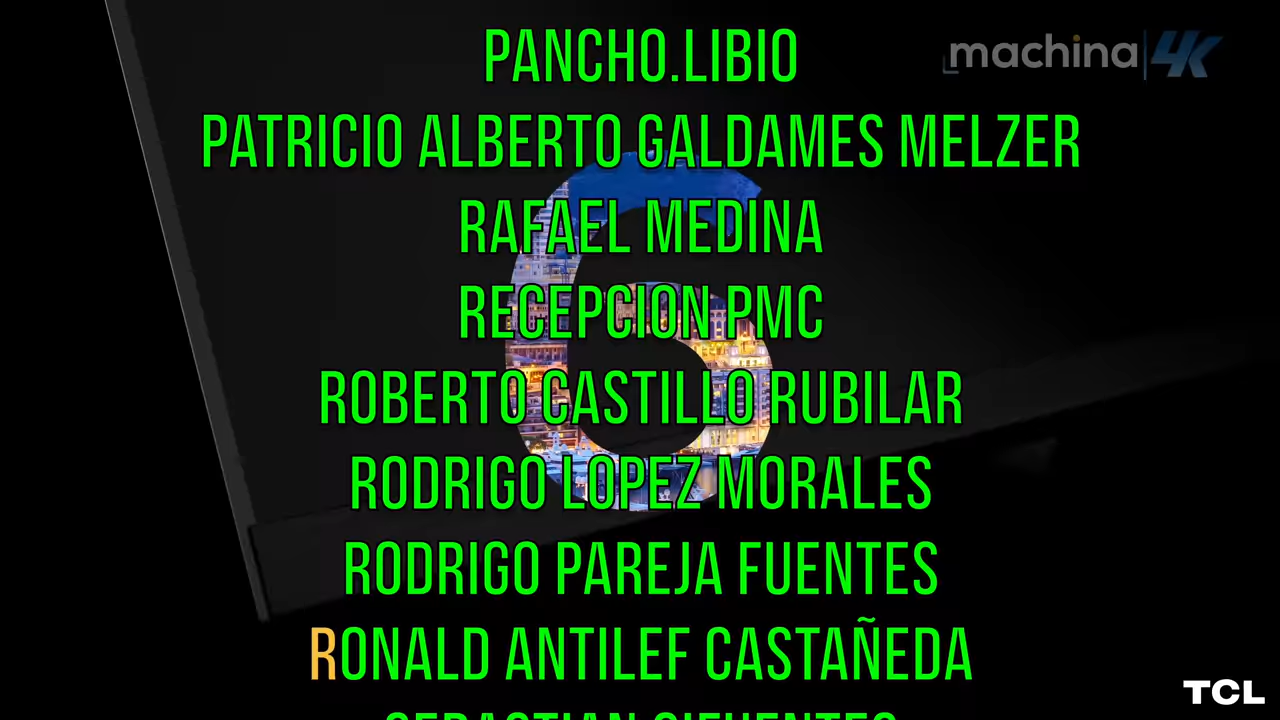 PANCHO.LIBIO
machina 4K
PATRICIO ALBERTO GALDAMES MELZER
RAFAEL MEDINA
RECEPCION PMC
ROBERTO CASTILLO RUBILAR
RODRIGO LOPEZ MORALES
RODRIGO PAREJA FUENTES
RONALD ANTILEF CASTAÑEDA
TCL